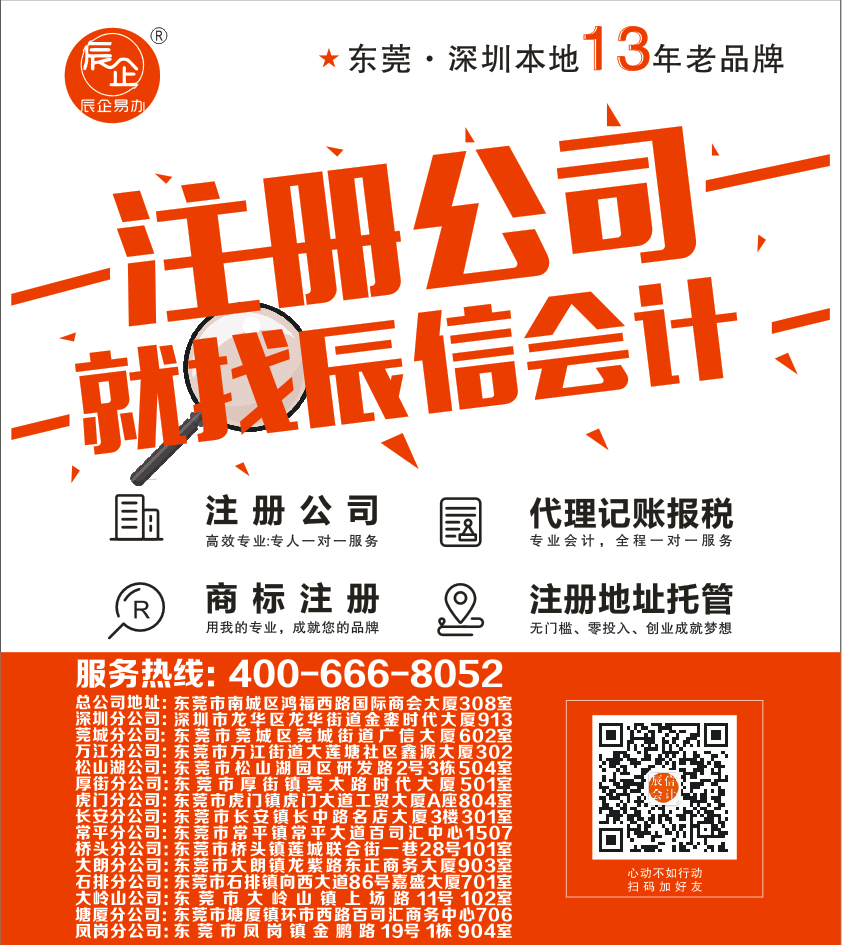 辰企
®
辰企易办
★东莞·深圳本地13年老品牌
注册公司
就找辰信会计
注册公司
高效专业:专人一对一服务
代理记账报税
专业会计，全程一对一服务
R
商标注册
用我的专业，成就您的品牌
注册地址托管
无门槛、零投入、创业成就梦想
服务热线: 400-666-8052
总公司地址: 东莞市南城区鸿福西路国际商会大厦308室
深圳分公司: 深圳市龙华区龙华街道金銮时代大厦913
莞城分公司: 东莞市莞城区莞城街道广信大厦602室
万江分公司: 东莞市万江街道大莲塘社区鑫源大厦302
松山湖公司: 东莞市松山湖园区研发路2号3栋504室
厚街分公司: 东莞市厚街镇莞太路时代大厦501室
虎门分公司: 东莞市虎门镇虎门大道工贸大厦A座804室
长安分公司: 东莞市长安镇长中路名店大厦3楼301室
常平分公司: 东莞市常平镇常平大道百司汇中心1507
桥头分公司: 东莞市桥头镇莲城联合街一巷28号101室
大朗分公司: 东莞市大朗镇龙紫路东正商务大厦903室
石排分公司: 东莞市石排镇向西大道86号嘉盛大厦701室
大岭山公司: 东莞市大岭山镇上场路11号102室
塘厦分公司: 东莞市塘厦镇环市西路百司汇商务中心706
凤岗分公司: 东莞市凤岗镇金鹏路19号1栋904室
辰信
会计
心动不如行动
扫码加好友